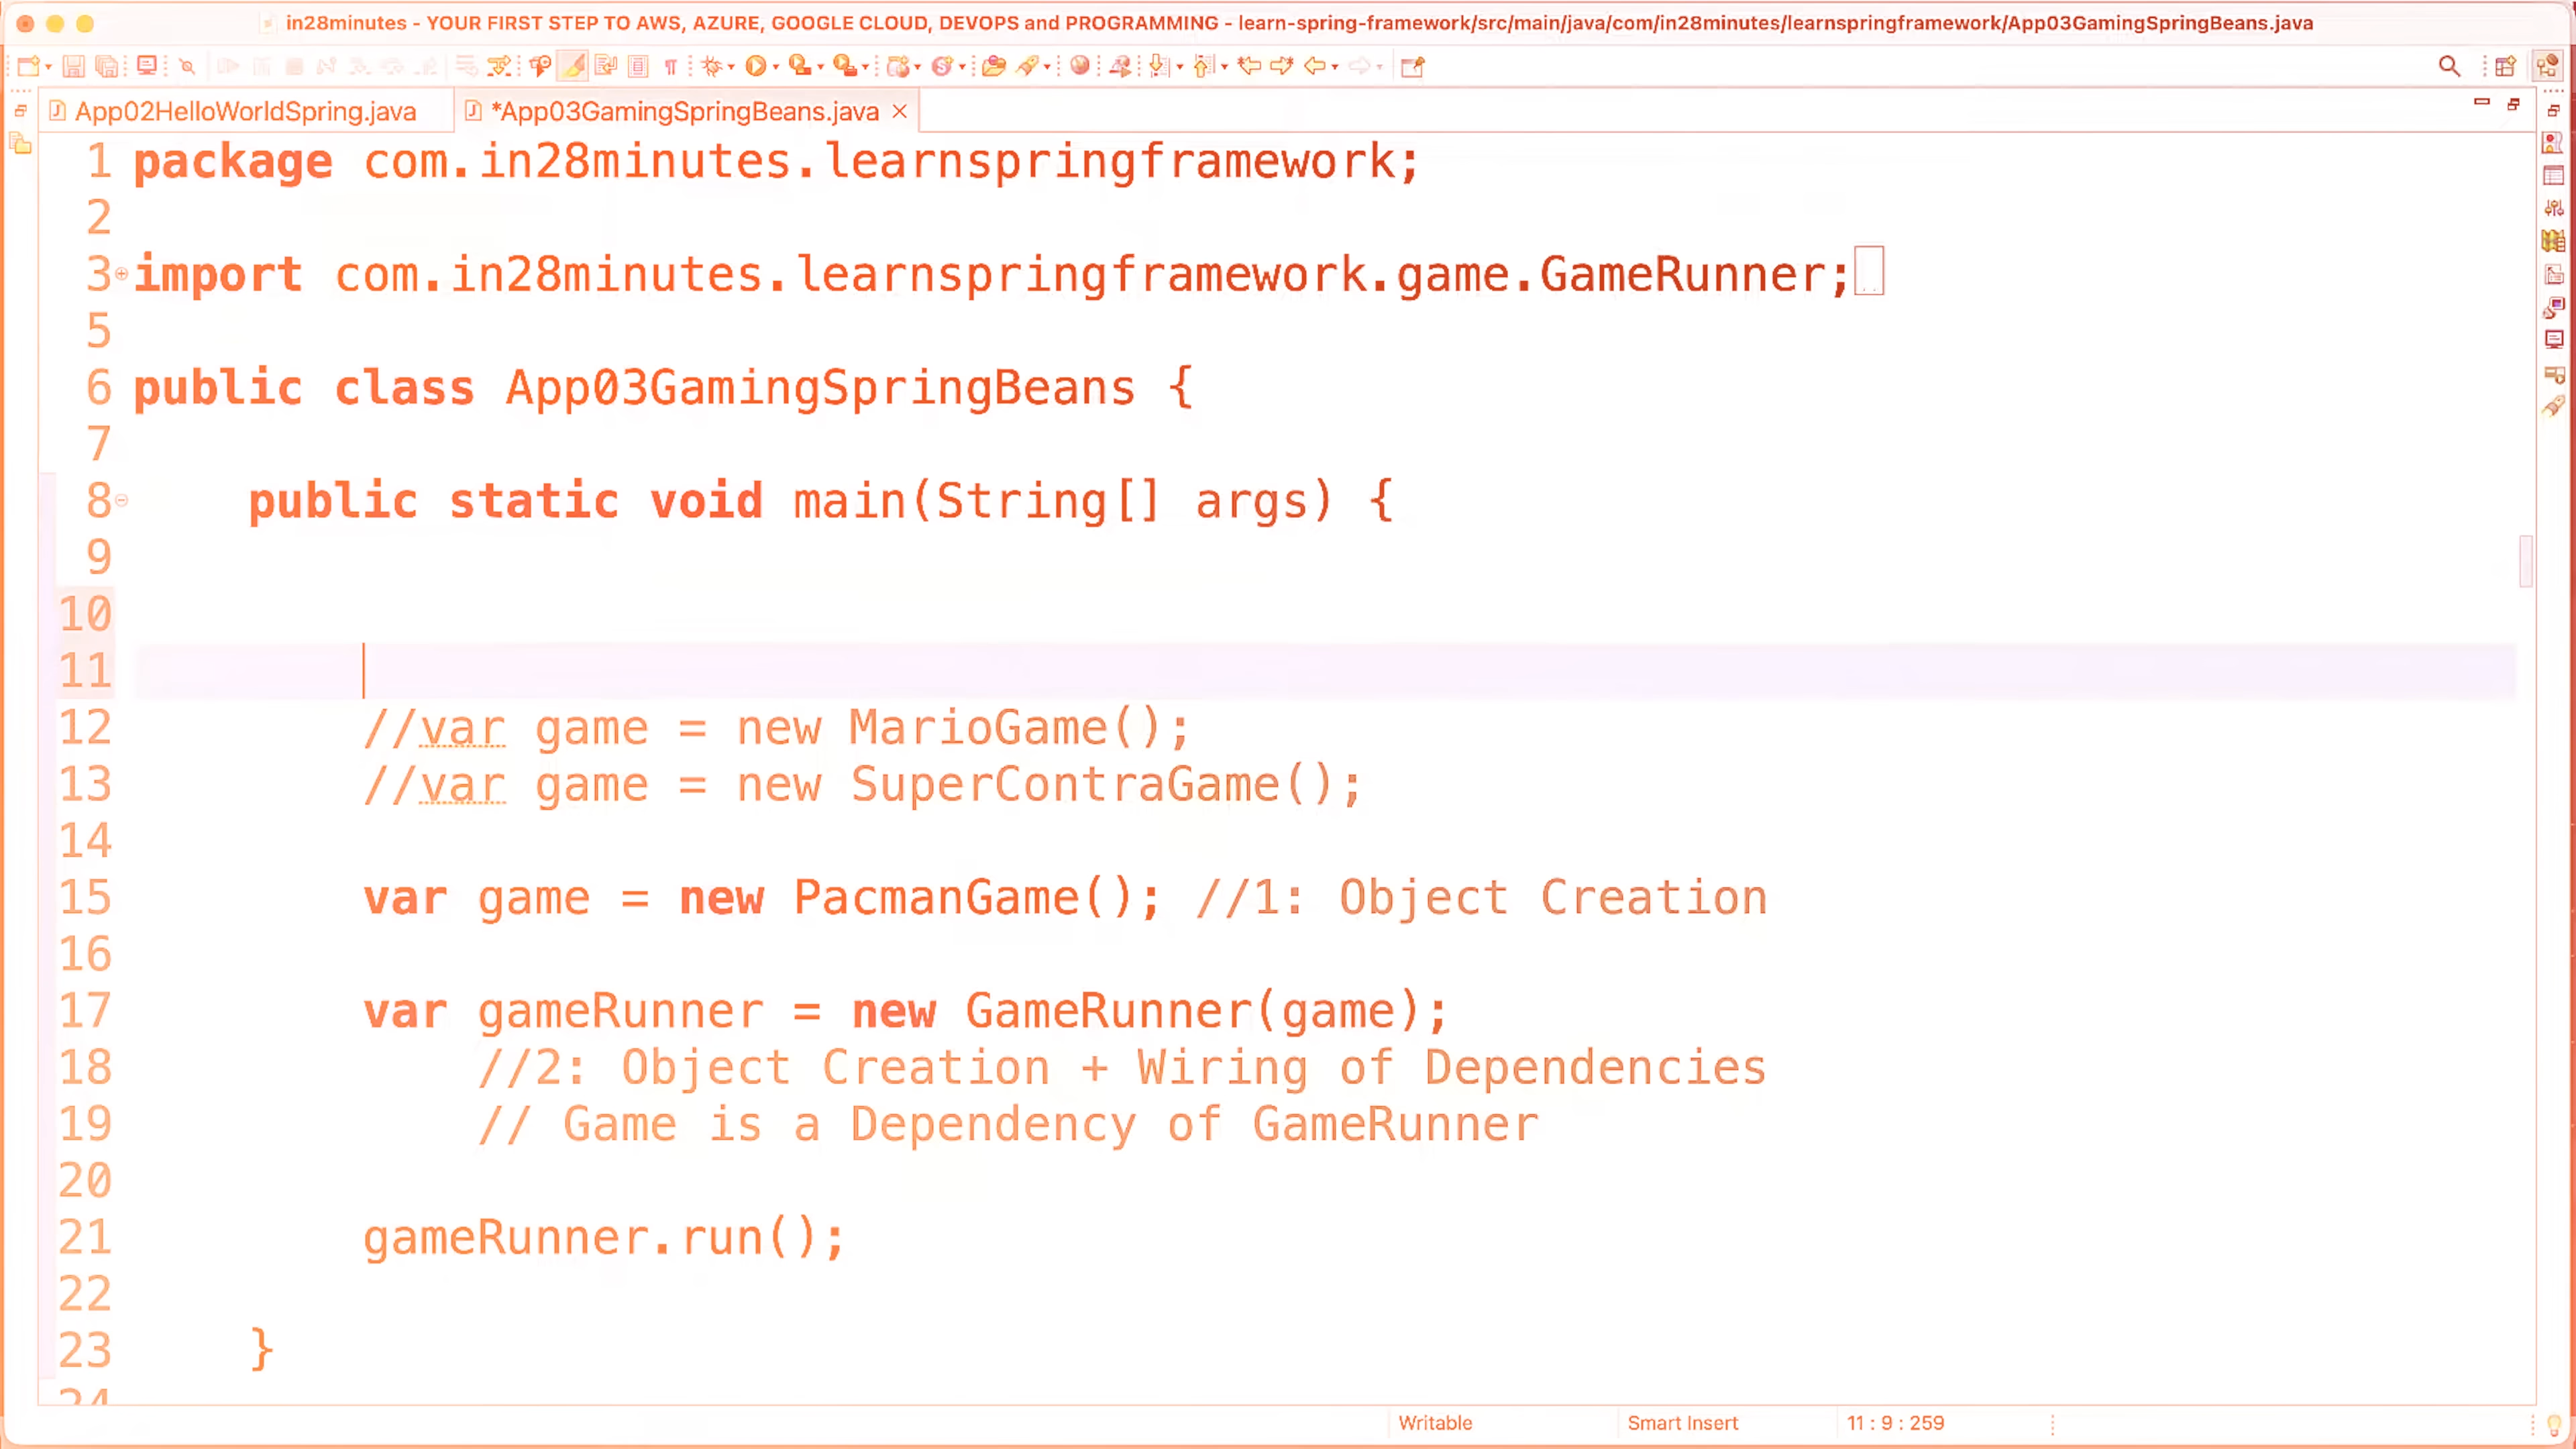 in28minutes - YOUR FIRST STEP TO AWS, AZURE, GOOGLE CLOUD, DEVOPS and PROGRAMMING - learn-spring-framework/src/main/java/com/in28minutes/learnspringframework/App03GamingSpringBeans.java
App02HelloWorldSpring.java *App03GamingSpringBeans.java
1 package com.in28minutes.learnspringframework;
2
3 import com.in28minutes.learnspringframework.game.GameRunner;
5
6 public class App03GamingSpringBeans {
7
8 public static void main(String[] args) {
9
10
11
12 //var game = new MarioGame();
13 //var game = new SuperContraGame();
14
15 var game = new PacmanGame(); //1: Object Creation
16
17 var gameRunner = new GameRunner(game);
18 //2: Object Creation + Wiring of Dependencies
19 // Game is a Dependency of GameRunner
20
21 gameRunner.run();
22
23 }
24
Writable Smart Insert 11 : 9 : 259